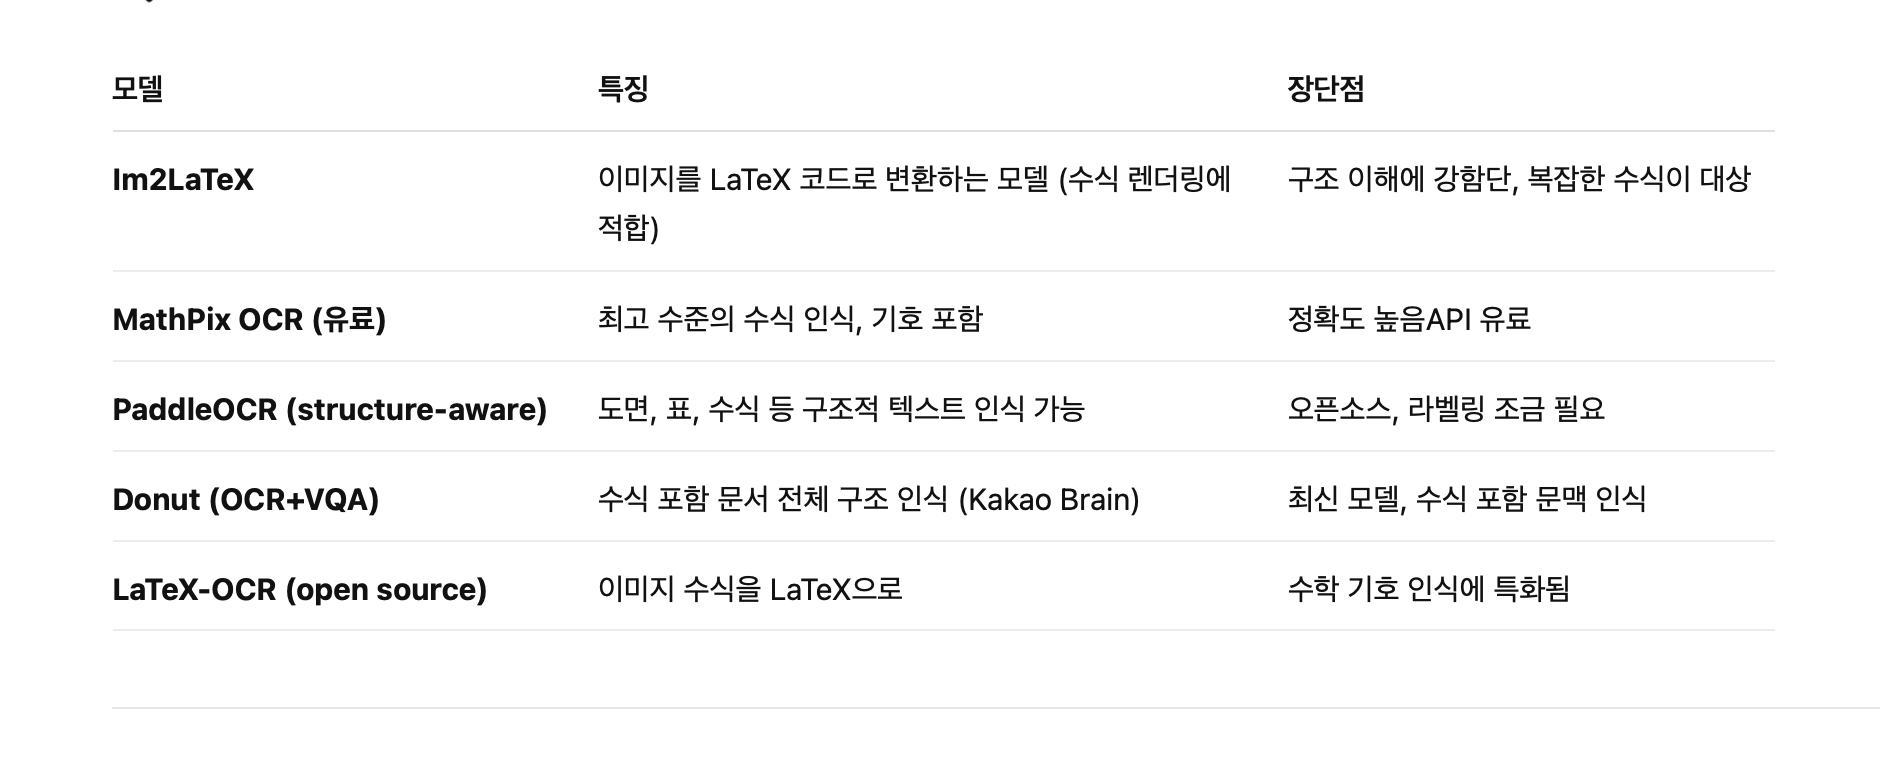 모델 특징 장단점
Im2LaTeX 이미지를 LaTeX 코드로 변환하는 모델 (수식 렌더링에 구조 이해에 강함단, 복잡한 수식이 대상
적합)
MathPix OCR (유료) 최고 수준의 수식 인식, 기호 포함 정확도 높음API 유료
PaddleOCR (structure-aware) 도면, 표, 수식 등 구조적 텍스트 인식 가능 오픈소스, 라벨링 조금 필요
Donut (OCR+VQA) 수식 포함 문서 전체 구조 인식 (Kakao Brain) 최신 모델, 수식 포함 문맥 인식
LaTeX-OCR (open source) 이미지 수식을 LaTeX으로 수학 기호 인식에 특화됨